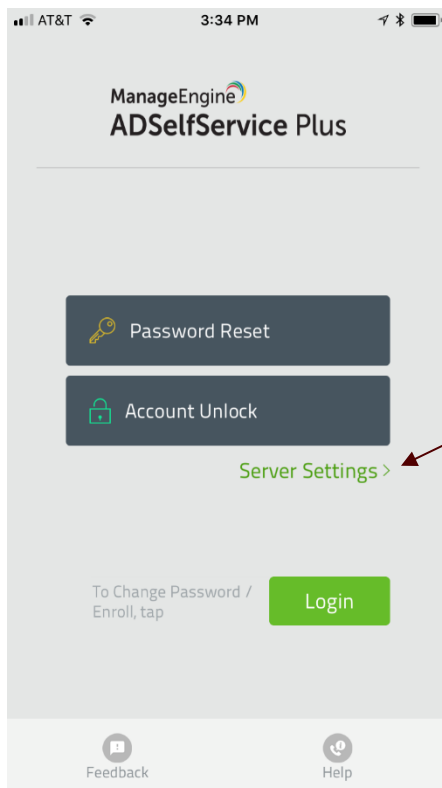 AT&T 3:34 PM
ManageEngine
ADSelfService Plus
Password Reset
Account Unlock
Server Settings >
To Change Password /
Enroll, tap
Login
Feedback Help